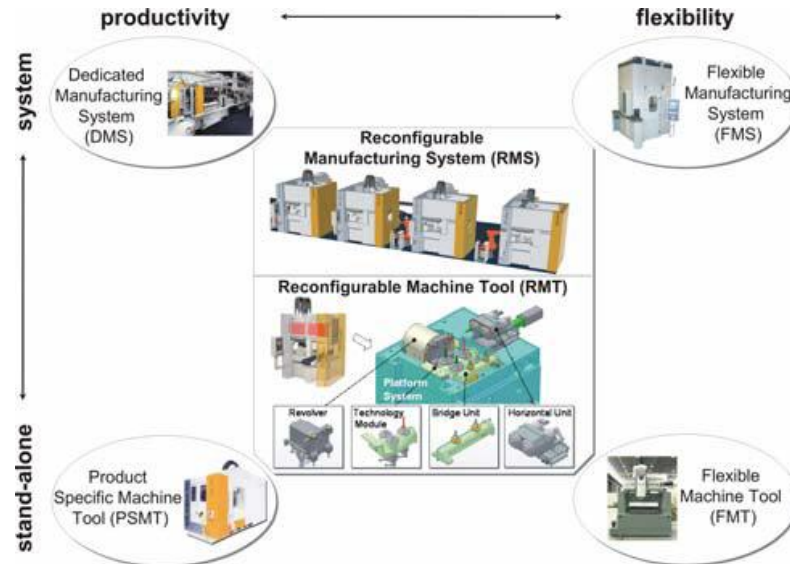 productivity
flexibility
system
Dedicated
Manufacturing
System
(DMS)
Flexible
Manufacturing
System
(FMS)
Reconfigurable
Manufacturing System (RMS)
Reconfigurable Machine Tool (RMT)
Platform
System
Revolver
Technology
Module
Bridge Unit
Horizontal Unit
stand-alone
Product
Specific Machine
Tool (PSMT)
Flexible
Machine Tool
(FMT)